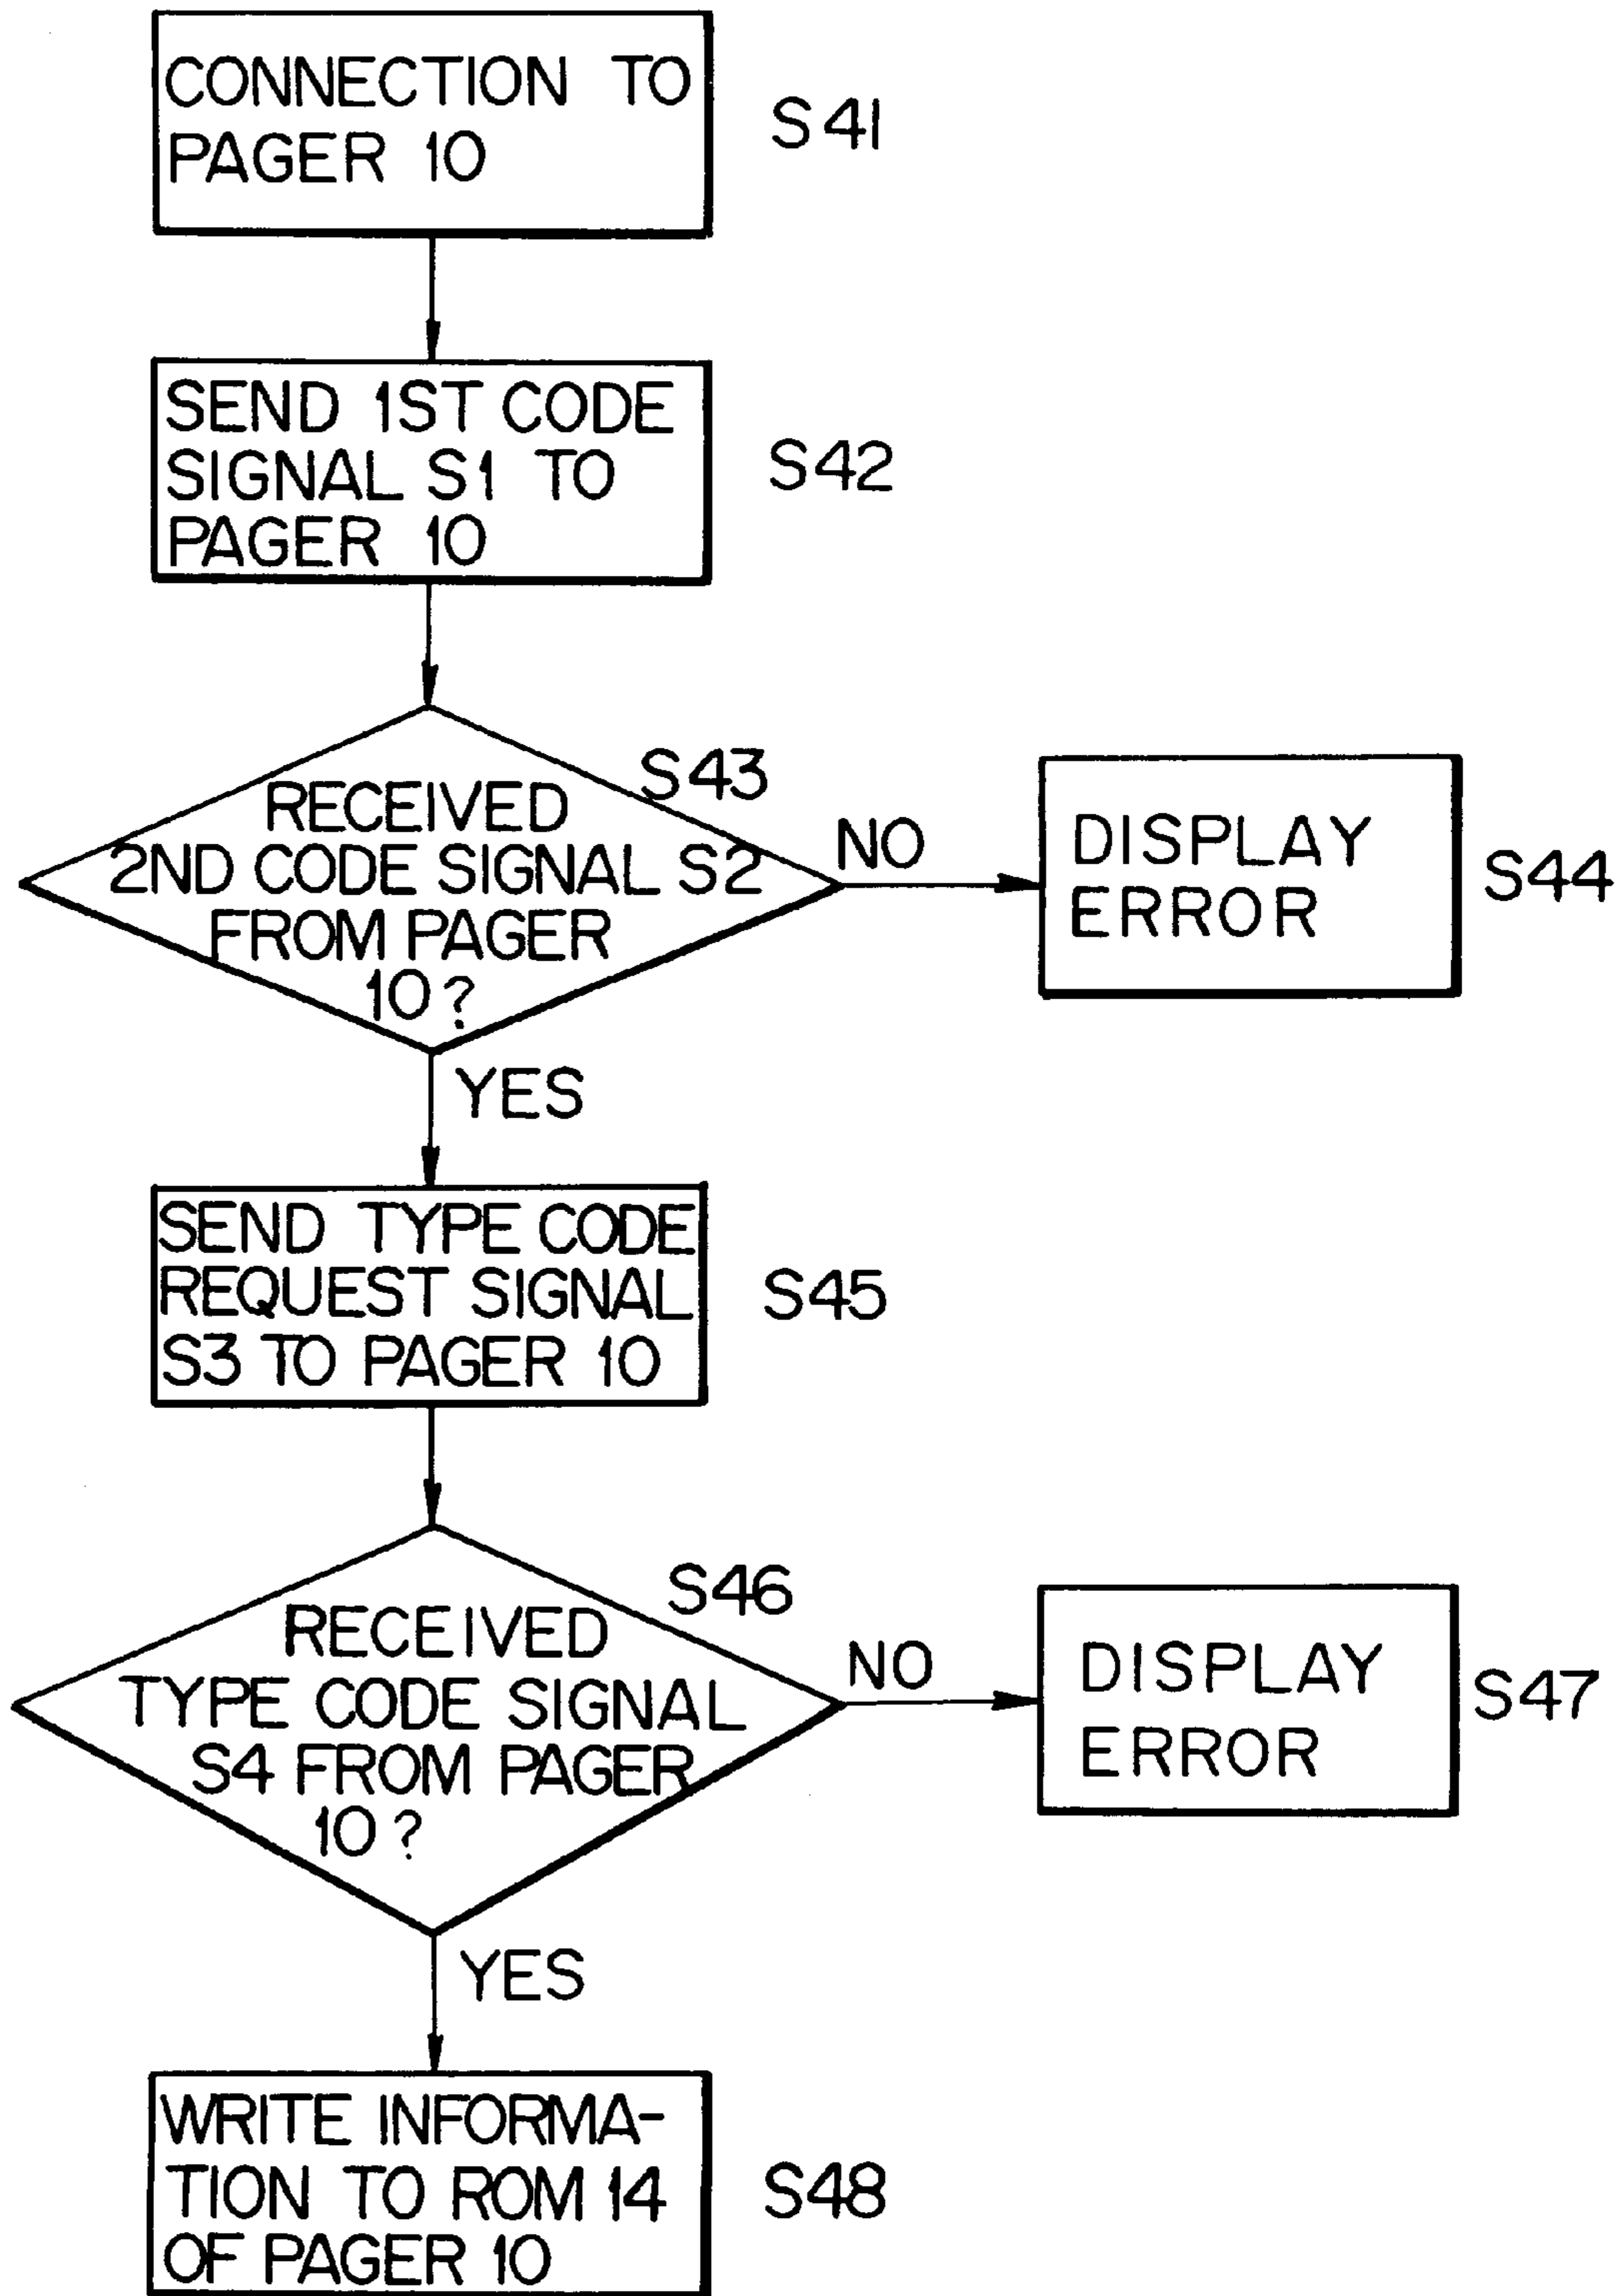 CONNECTION TO
PAGER 10
S41
SEND 1ST CODE
SIGNAL S1 TO
PAGER 10
S42
S43
RECEIVED
2ND CODE SIGNAL S2
FROM PAGER
10?
NO
DISPLAY
ERROR
S44
YES
SEND TYPE CODE
REQUEST SIGNAL
S3 TO PAGER 10
S45
S46
RECEIVED
TYPE CODE SIGNAL
S4 FROM PAGER
10?
NO
DISPLAY
ERROR
S47
YES
WRITE INFORMA-
TION TO ROM 14
OF PAGER 10
S48